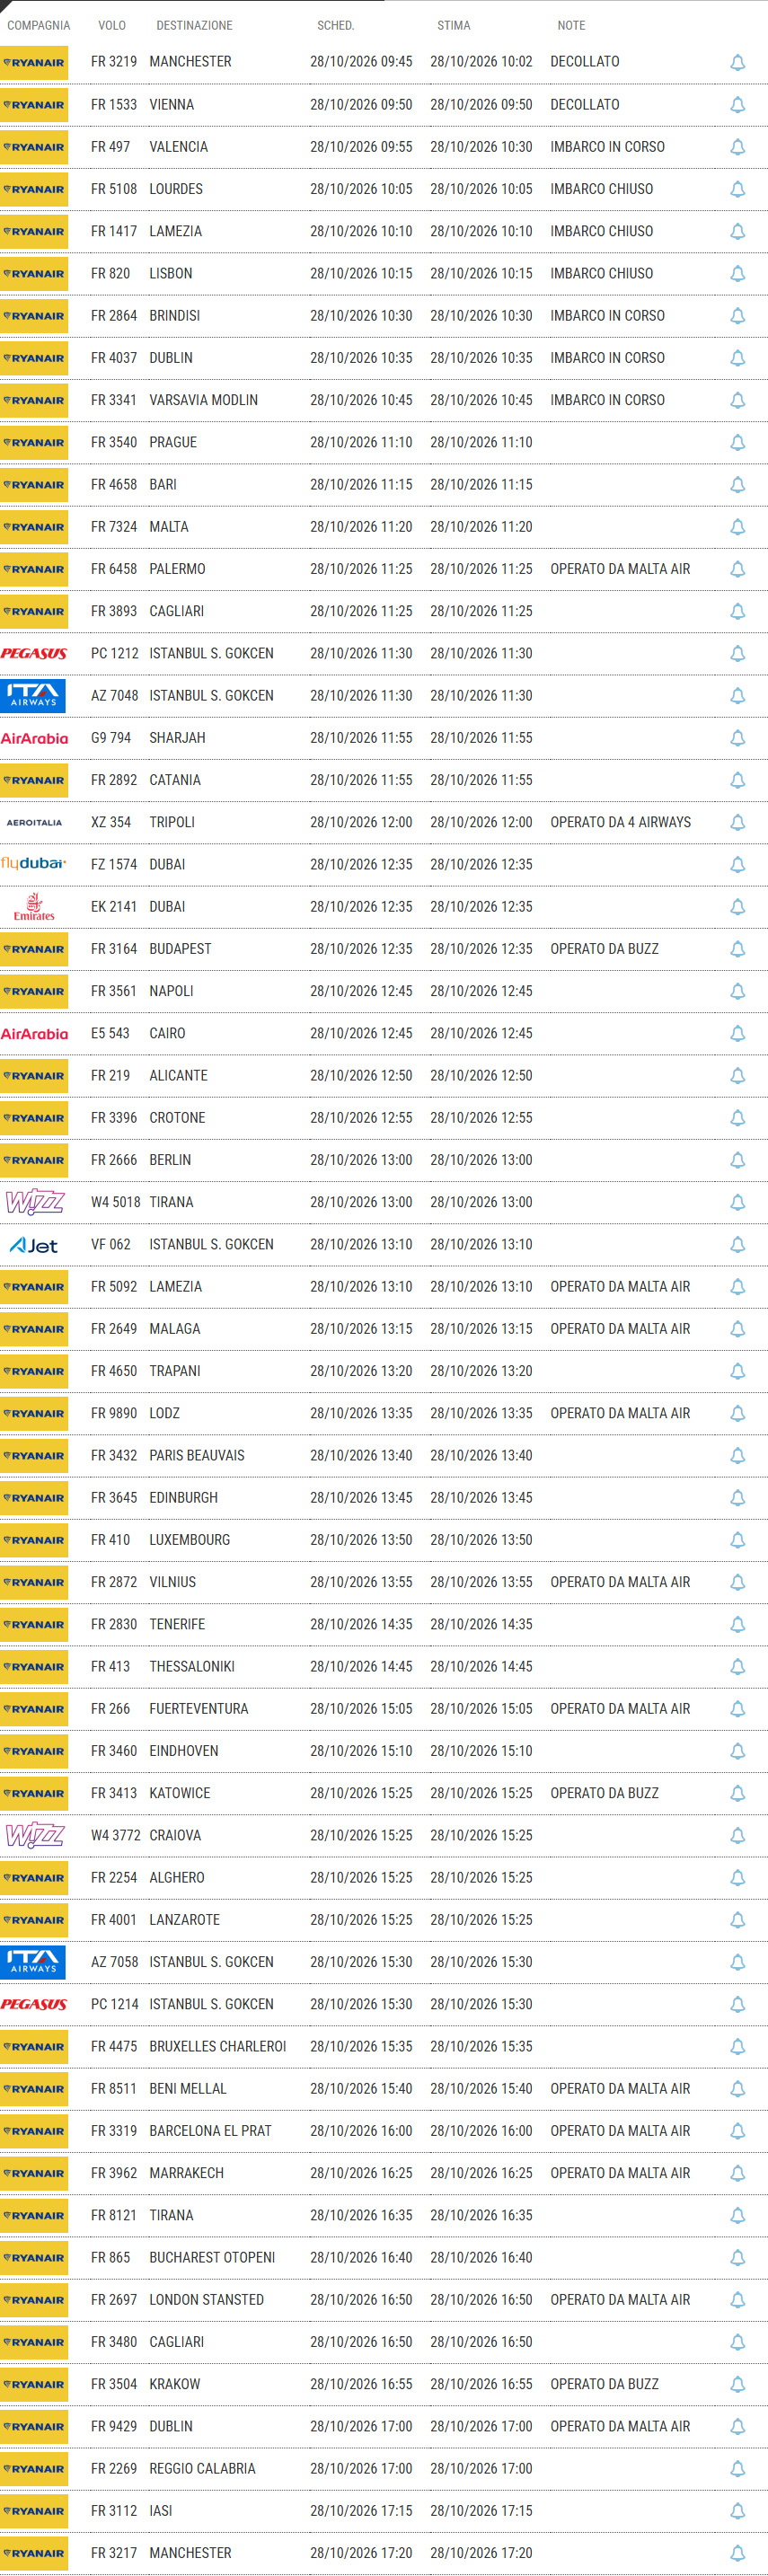 COMPAGNIA VOLO DESTINAZIONE SCHED. STIMA NOTE
RYANAIR FR 3219 MANCHESTER 28/10/2026 09:45 28/10/2026 10:02 DECOLLATO
RYANAIR FR 1533 VIENNA 28/10/2026 09:50 28/10/2026 09:50 DECOLLATO
RYANAIR FR 497 VALENCIA 28/10/2026 09:55 28/10/2026 10:30 IMBARCO IN CORSO
RYANAIR FR 5108 LOURDES 28/10/2026 10:05 28/10/2026 10:05 IMBARCO CHIUSO
RYANAIR FR 1417 LAMEZIA 28/10/2026 10:10 28/10/2026 10:10 IMBARCO CHIUSO
RYANAIR FR 820 LISBON 28/10/2026 10:15 28/10/2026 10:15 IMBARCO CHIUSO
RYANAIR FR 2864 BRINDISI 28/10/2026 10:30 28/10/2026 10:30 IMBARCO IN CORSO
RYANAIR FR 4037 DUBLIN 28/10/2026 10:35 28/10/2026 10:35 IMBARCO IN CORSO
RYANAIR FR 3341 VARSAVIA MODLIN 28/10/2026 10:45 28/10/2026 10:45 IMBARCO IN CORSO
RYANAIR FR 3540 PRAGUE 28/10/2026 11:10 28/10/2026 11:10
RYANAIR FR 4658 BARI 28/10/2026 11:15 28/10/2026 11:15
RYANAIR FR 7324 MALTA 28/10/2026 11:20 28/10/2026 11:20
RYANAIR FR 6458 PALERMO 28/10/2026 11:25 28/10/2026 11:25 OPERATO DA MALTA AIR
RYANAIR FR 3893 CAGLIARI 28/10/2026 11:25 28/10/2026 11:25
PEGASUS PC 1212 ISTANBUL S. GOKCEN 28/10/2026 11:30 28/10/2026 11:30
ITA AIRWAYS AZ 7048 ISTANBUL S. GOKCEN 28/10/2026 11:30 28/10/2026 11:30
AirArabia G9 794 SHARJAH 28/10/2026 11:55 28/10/2026 11:55
RYANAIR FR 2892 CATANIA 28/10/2026 11:55 28/10/2026 11:55
AEROITALIA XZ 354 TRIPOLI 28/10/2026 12:00 28/10/2026 12:00 OPERATO DA 4 AIRWAYS
flydubai FZ 1574 DUBAI 28/10/2026 12:35 28/10/2026 12:35
Emirates EK 2141 DUBAI 28/10/2026 12:35 28/10/2026 12:35
RYANAIR FR 3164 BUDAPEST 28/10/2026 12:35 28/10/2026 12:35 OPERATO DA BUZZ
RYANAIR FR 3561 NAPOLI 28/10/2026 12:45 28/10/2026 12:45
AirArabia E5 543 CAIRO 28/10/2026 12:45 28/10/2026 12:45
RYANAIR FR 219 ALICANTE 28/10/2026 12:50 28/10/2026 12:50
RYANAIR FR 3396 CROTONE 28/10/2026 12:55 28/10/2026 12:55
RYANAIR FR 2666 BERLIN 28/10/2026 13:00 28/10/2026 13:00
WIZZ W4 5018 TIRANA 28/10/2026 13:00 28/10/2026 13:00
AJet VF 062 ISTANBUL S. GOKCEN 28/10/2026 13:10 28/10/2026 13:10
RYANAIR FR 5092 LAMEZIA 28/10/2026 13:10 28/10/2026 13:10 OPERATO DA MALTA AIR
RYANAIR FR 2649 MALAGA 28/10/2026 13:15 28/10/2026 13:15 OPERATO DA MALTA AIR
RYANAIR FR 4650 TRAPANI 28/10/2026 13:20 28/10/2026 13:20
RYANAIR FR 9890 LODZ 28/10/2026 13:35 28/10/2026 13:35 OPERATO DA MALTA AIR
RYANAIR FR 3432 PARIS BEAUVAIS 28/10/2026 13:40 28/10/2026 13:40
RYANAIR FR 3645 EDINBURGH 28/10/2026 13:45 28/10/2026 13:45
RYANAIR FR 410 LUXEMBOURG 28/10/2026 13:50 28/10/2026 13:50
RYANAIR FR 2872 VILNIUS 28/10/2026 13:55 28/10/2026 13:55 OPERATO DA MALTA AIR
RYANAIR FR 2830 TENERIFE 28/10/2026 14:35 28/10/2026 14:35
RYANAIR FR 413 THESSALONIKI 28/10/2026 14:45 28/10/2026 14:45
RYANAIR FR 266 FUERTEVENTURA 28/10/2026 15:05 28/10/2026 15:05 OPERATO DA MALTA AIR
RYANAIR FR 3460 EINDHOVEN 28/10/2026 15:10 28/10/2026 15:10
RYANAIR FR 3413 KATOWICE 28/10/2026 15:25 28/10/2026 15:25 OPERATO DA BUZZ
WIZZ W4 3772 CRAIOVA 28/10/2026 15:25 28/10/2026 15:25
RYANAIR FR 2254 ALGHERO 28/10/2026 15:25 28/10/2026 15:25
RYANAIR FR 4001 LANZAROTE 28/10/2026 15:25 28/10/2026 15:25
ITA AIRWAYS AZ 7058 ISTANBUL S. GOKCEN 28/10/2026 15:30 28/10/2026 15:30
PEGASUS PC 1214 ISTANBUL S. GOKCEN 28/10/2026 15:30 28/10/2026 15:30
RYANAIR FR 4475 BRUXELLES CHARLEROI 28/10/2026 15:35 28/10/2026 15:35
RYANAIR FR 8511 BENI MELLAL 28/10/2026 15:40 28/10/2026 15:40 OPERATO DA MALTA AIR
RYANAIR FR 3319 BARCELONA EL PRAT 28/10/2026 16:00 28/10/2026 16:00 OPERATO DA MALTA AIR
RYANAIR FR 3962 MARRAKECH 28/10/2026 16:25 28/10/2026 16:25 OPERATO DA MALTA AIR
RYANAIR FR 8121 TIRANA 28/10/2026 16:35 28/10/2026 16:35
RYANAIR FR 865 BUCHAREST OTOPENI 28/10/2026 16:40 28/10/2026 16:40
RYANAIR FR 2697 LONDON STANSTED 28/10/2026 16:50 28/10/2026 16:50 OPERATO DA MALTA AIR
RYANAIR FR 3480 CAGLIARI 28/10/2026 16:50 28/10/2026 16:50
RYANAIR FR 3504 KRAKOW 28/10/2026 16:55 28/10/2026 16:55 OPERATO DA BUZZ
RYANAIR FR 9429 DUBLIN 28/10/2026 17:00 28/10/2026 17:00 OPERATO DA MALTA AIR
RYANAIR FR 2269 REGGIO CALABRIA 28/10/2026 17:00 28/10/2026 17:00
RYANAIR FR 3112 IASI 28/10/2026 17:15 28/10/2026 17:15
RYANAIR FR 3217 MANCHESTER 28/10/2026 17:20 28/10/2026 17:20